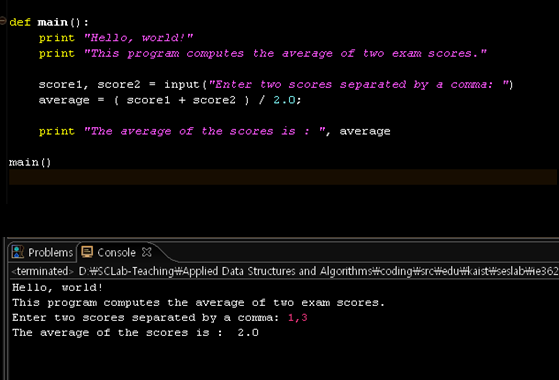 def main():
    print "Hello, world!"
    print "This program computes the average of two exam scores."

    score1, score2 = input("Enter two scores separated by a comma: ")
    average = ( score1 + score2 ) / 2.0;

    print "The average of the scores is : ", average

main()
Problems Console
<terminated> D:₩SCLab-Teaching₩Applied Data Structures and Algorithms₩coding₩src₩edu₩kaist₩seslab₩ie362
Hello, world!
This program computes the average of two exam scores.
Enter two scores separated by a comma: 1,3
The average of the scores is :  2.0